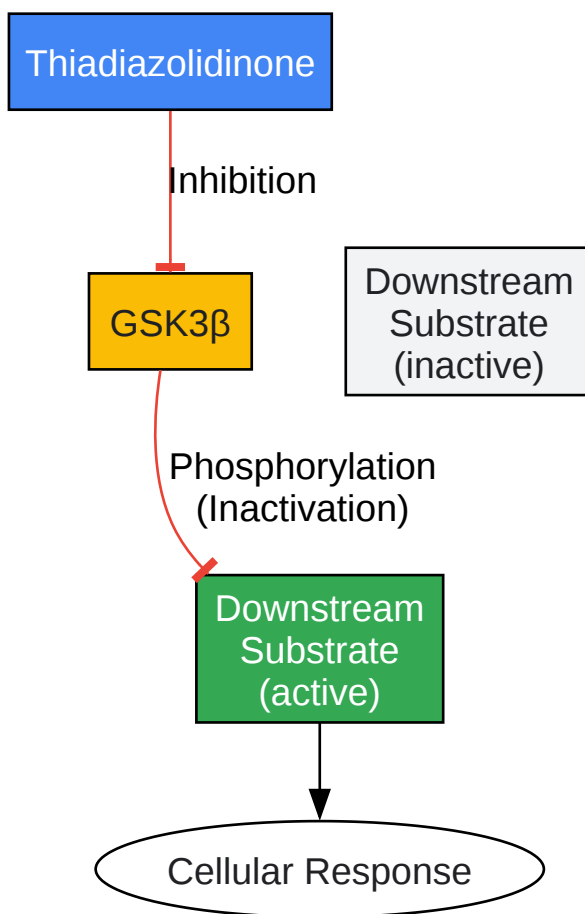 Thiadiazolidinone
Inhibition
GSK3β
Downstream
Substrate
(inactive)
Phosphorylation
(Inactivation)
Downstream
Substrate
(active)
Cellular Response